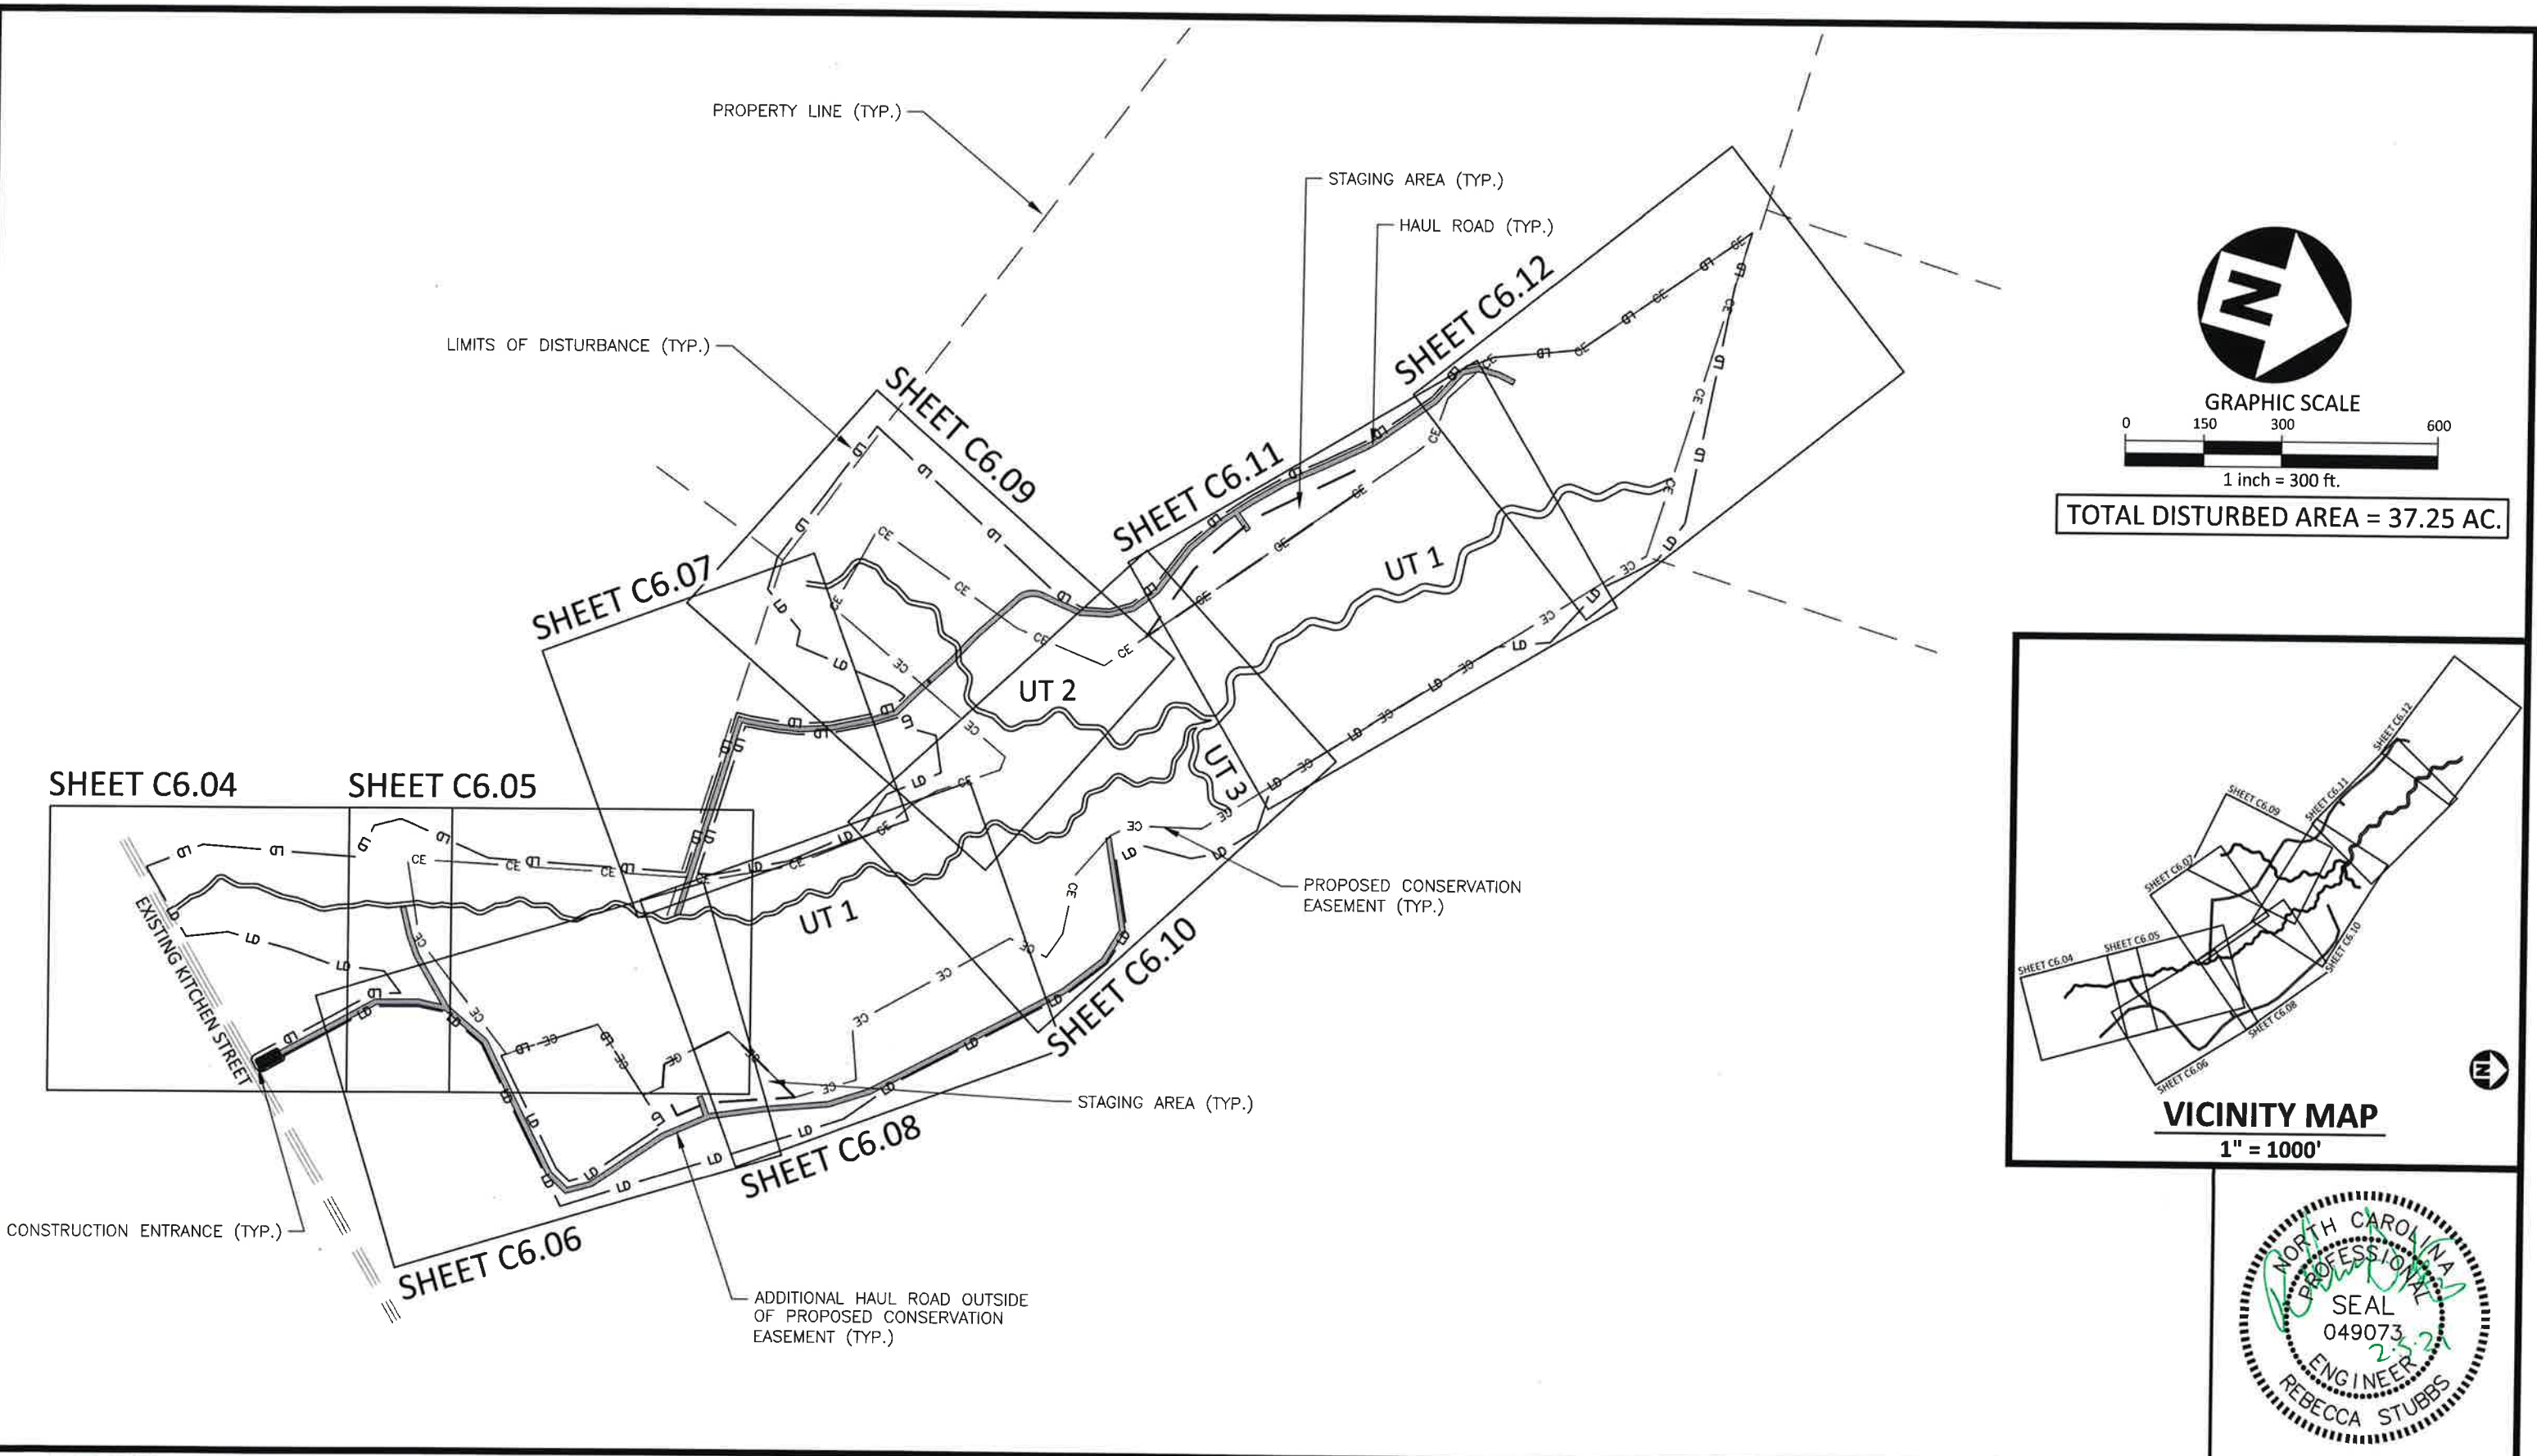 PROPERTY LINE (TYP.)
STAGING AREA (TYP.)
HAUL ROAD (TYP.)
LIMITS OF DISTURBANCE (TYP.)
SHEET C6.12
SHEET C6.09
SHEET C6.11
SHEET C6.07
UT 1
UT 2
UT 3
SHEET C6.04
SHEET C6.05
EXISTING KITCHEN STREET
UT 1
PROPOSED CONSERVATION
EASEMENT (TYP.)
SHEET C6.10
STAGING AREA (TYP.)
SHEET C6.08
CONSTRUCTION ENTRANCE (TYP.)
SHEET C6.06
ADDITIONAL HAUL ROAD OUTSIDE
OF PROPOSED CONSERVATION
EASEMENT (TYP.)
LD
CE
N
GRAPHIC SCALE
0 150 300 600
1 inch = 300 ft.
TOTAL DISTURBED AREA = 37.25 AC.
SHEET C6.12
SHEET C6.11
SHEET C6.09
SHEET C6.07
SHEET C6.05
SHEET C6.04
SHEET C6.10
SHEET C6.08
SHEET C6.06
N
VICINITY MAP
1" = 1000'
NORTH CAROLINA
PROFESSIONAL
SEAL
049073
2.5.21
ENGINEER
REBECCA STUBBS